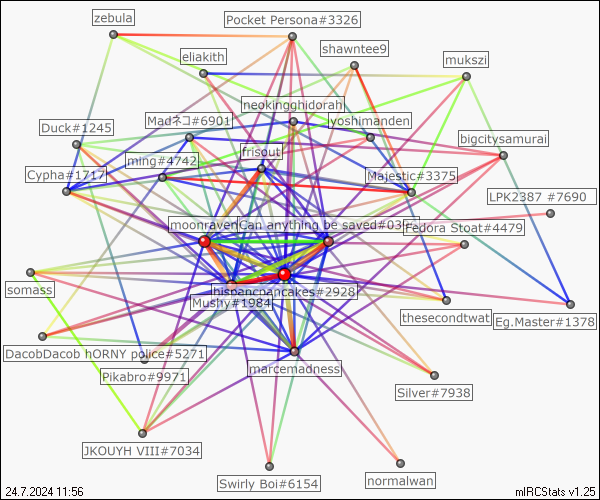 zebula
Pocket Persona#3326
shawntee9
eliakith
mukszi
neokingghidorah
Madネコ#6901
yoshimanden
Duck#1245
bigcitysamurai
frisout
ming#4742
Cypha#1717
Majestic#3375
LPK2387 #7690
moonraven
Can anything be saved#03
Fedora Stoat#4479
somass
hispancpancakes#2928
Mushy#1984
thesecondtwat
Eg.Master#1378
DacobDacob hORNY police#5271
marcemadness
Pikabro#9971
Silver#7938
JKOUYH VIII#7034
Swirly Boi#6154
normalwan
24.7.2024 11:56
mIRCStats v1.25